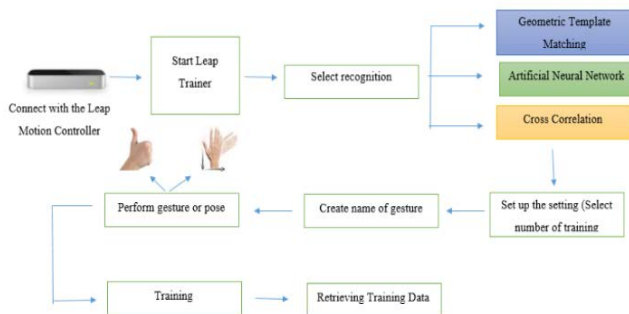 Geometric Template
Matching
Start Leap
Trainer
Select recognition
Artificial Neural Network
Connect with the Leap
Motion Controller
Cross Correlation
Perform gesture or pose
Create name of gesture
Set up the setting (Select
number of training
Training
Retrieving Training Data